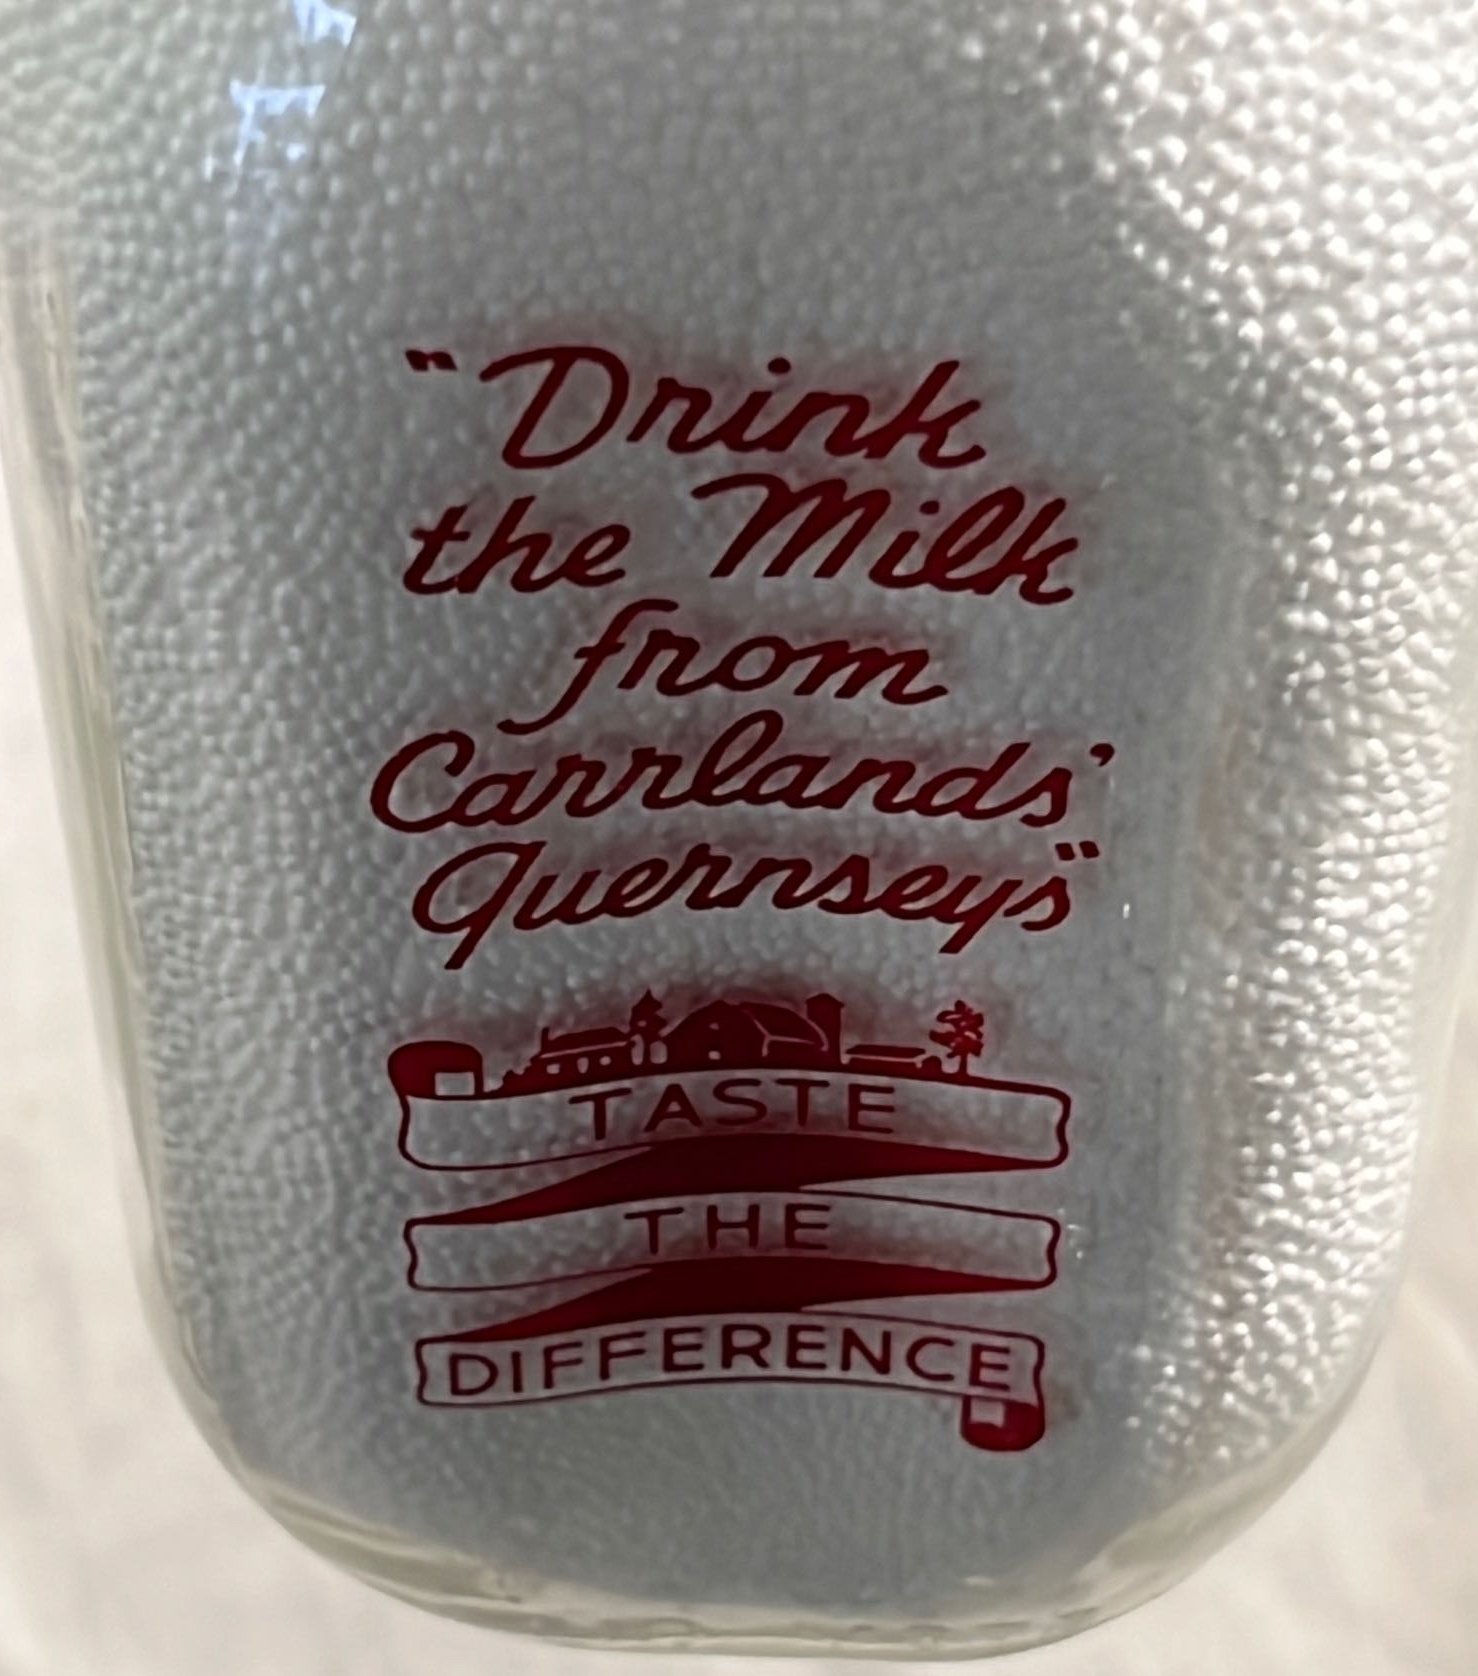 "Drink
the Milk
from
Carrlands'
Guernseys"
TASTE
THE
DIFFERENCE